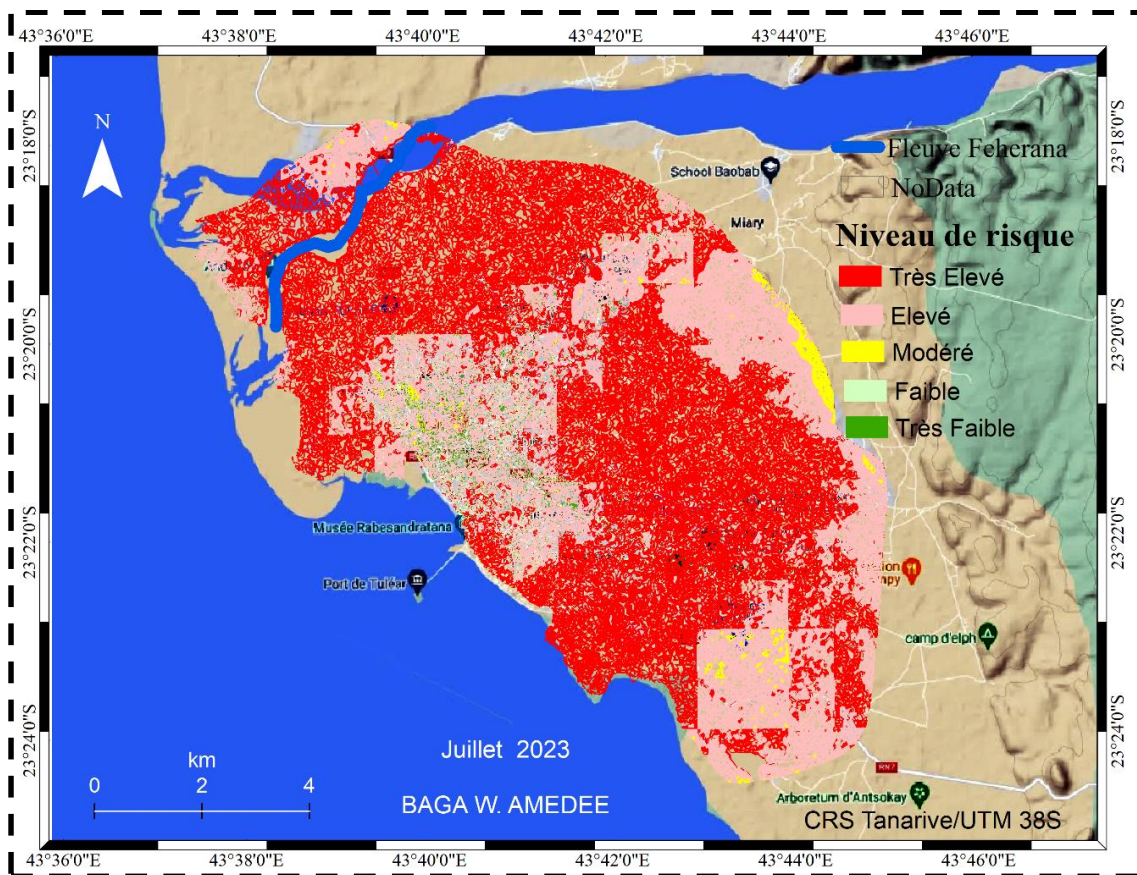 43°36'0"E 43°38'0"E 43°40'0"E 43°42'0"E 43°44'0"E 43°46'0"E
23°18'0"S
23°20'0"S
23°22'0"S
23°24'0"S
N
School Baobab
Miary
Fleuve Feherana
NoData
Niveau de risque
Très Elevé
Elevé
Modéré
Faible
Très Faible
Musée Rabesandratana
Port de Tuléar
camp d'elph
Juillet 2023
km
0 2 4
BAGA W. AMEDEE
RN7
Arboretum d'Antsokay
CRS Tanarive/UTM 38S
23°18'0"S
23°20'0"S
23°22'0"S
23°24'0"S
43°36'0"E 43°38'0"E 43°40'0"E 43°42'0"E 43°44'0"E 43°46'0"E